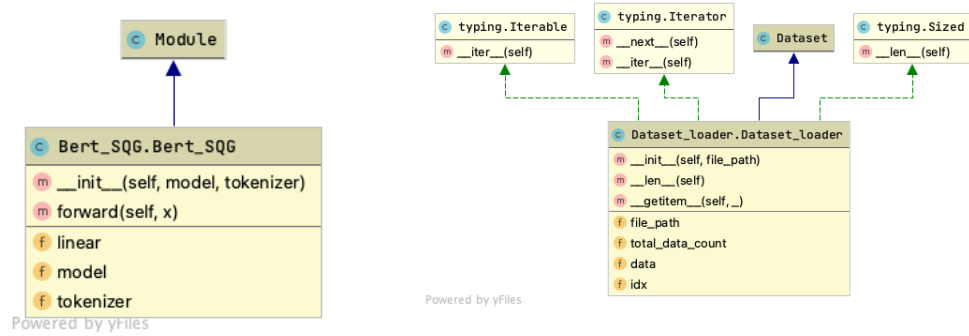 Module
Bert_SQG.Bert_SQG
__init__(self, model, tokenizer)
forward(self, x)
linear
model
tokenizer
Powered by yFiles
typing.Iterable
__iter__(self)
typing.Iterator
__next__(self)
__iter__(self)
Dataset
typing.Sized
__len__(self)
Dataset_loader.Dataset_loader
__init__(self, file_path)
__len__(self)
__getitem__(self, _)
file_path
total_data_count
data
idx
Powered by yFiles